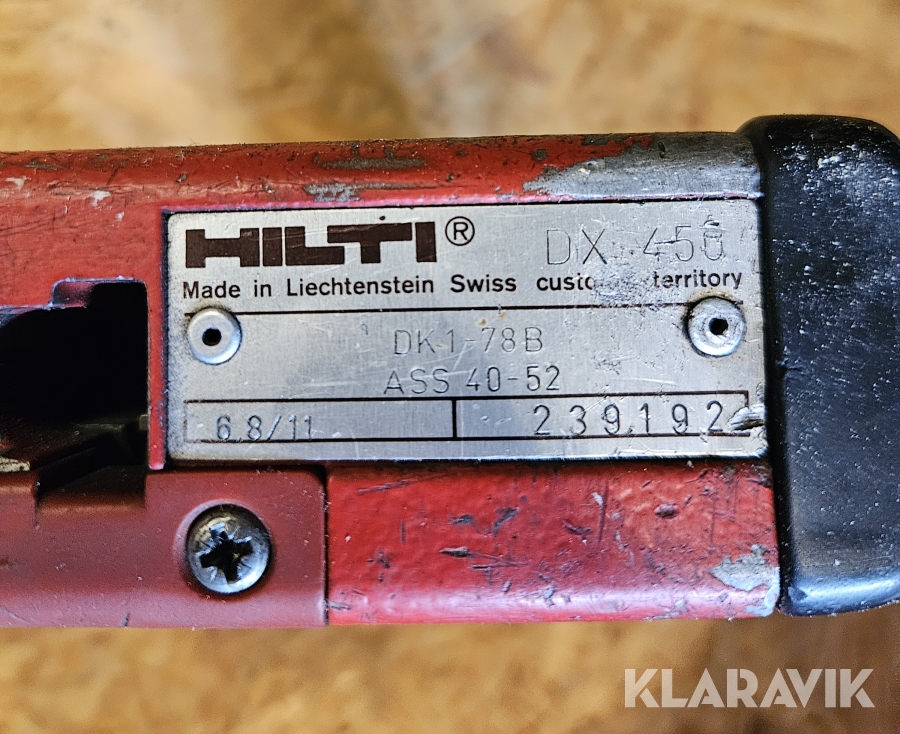 HILTI® DX 450
Made in Liechtenstein Swiss territory
DK1-78B
ASS 40-52
6.8/11 239192
KLARAVIK